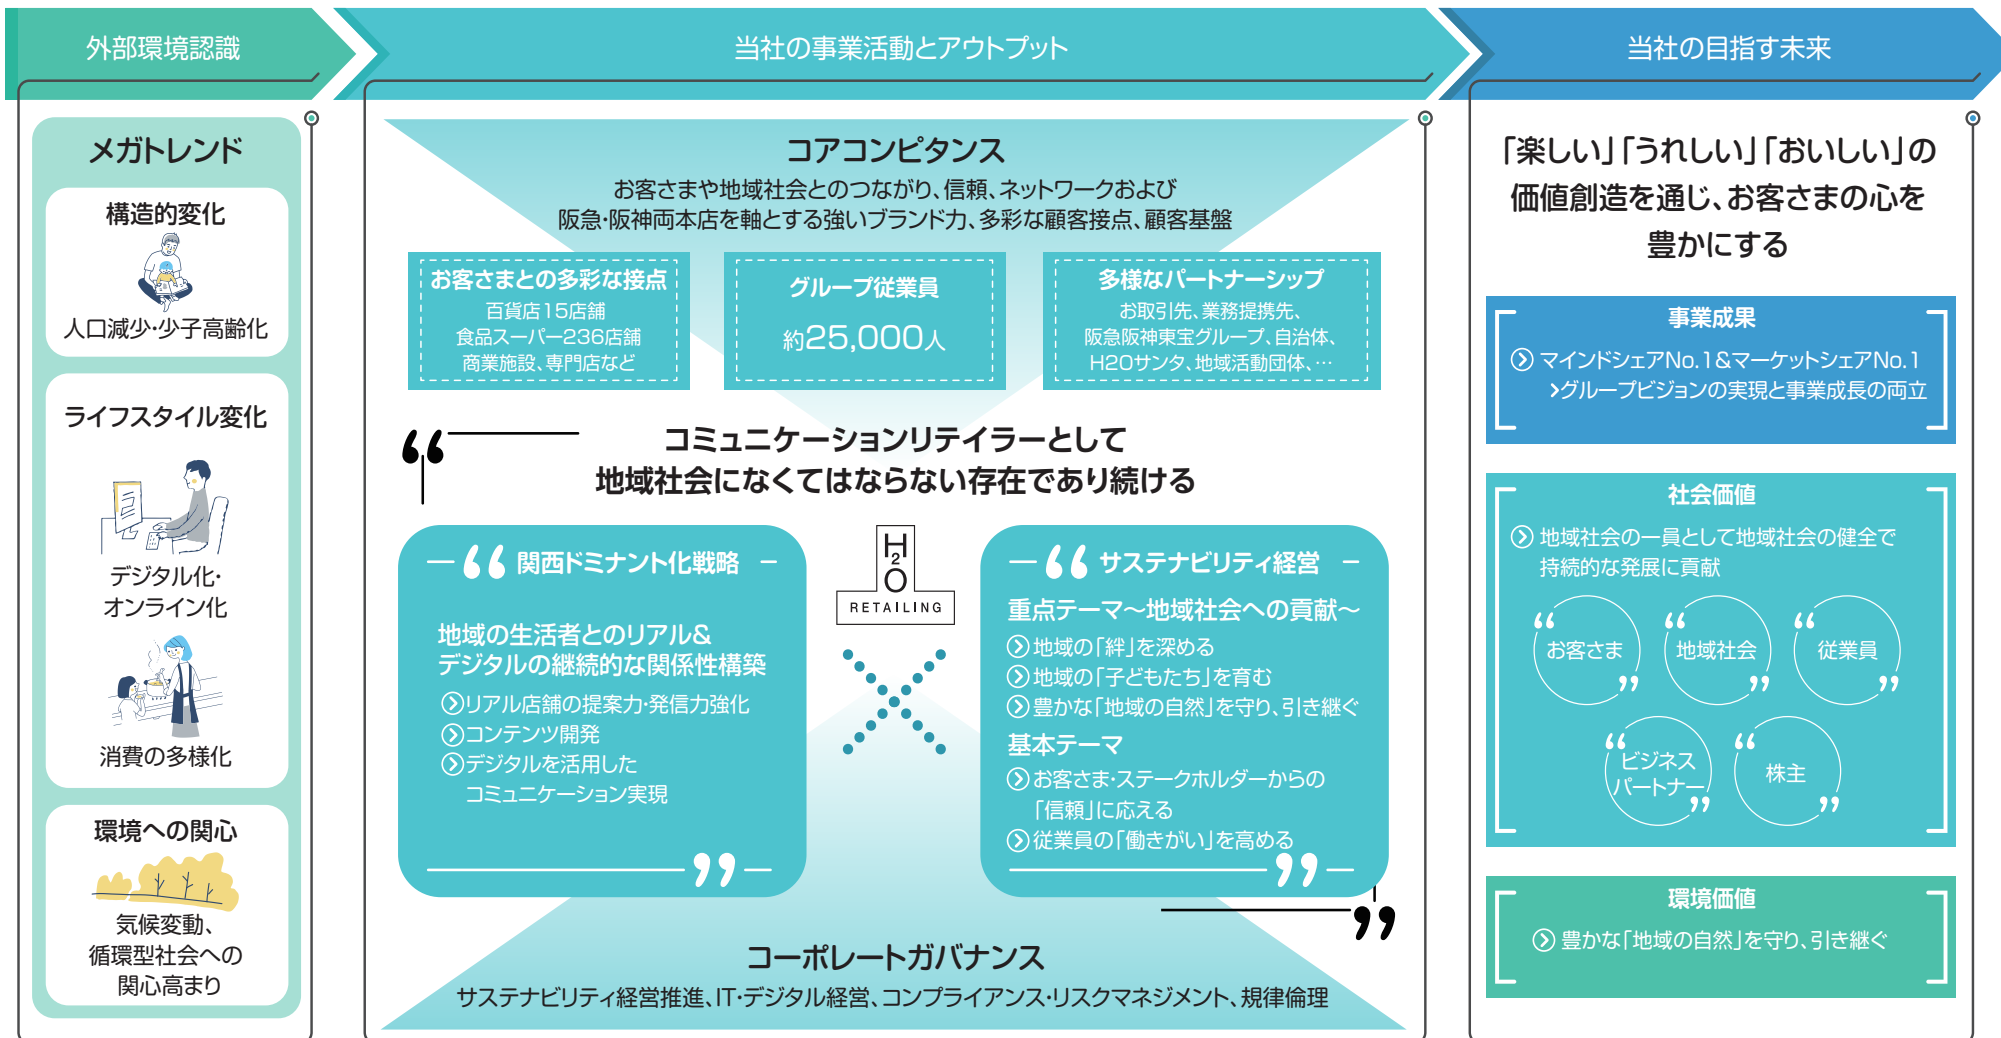 外部環境認識
当社の事業活動とアウトプット
当社の目指す未来
メガトレンド
構造的変化
人口減少・少子高齢化
ライフスタイル変化
デジタル化・
オンライン化
消費の多様化
環境への関心
気候変動、
循環型社会への
関心高まり
コアコンピタンス
お客さまや地域社会とのつながり、信頼、ネットワークおよび
阪急・阪神両本店を軸とする強いブランド力、多彩な顧客接点、顧客基盤
お客さまとの多彩な接点
百貨店15店舗
食品スーパー236店舗
商業施設、専門店など
グループ従業員
約25,000人
多様なパートナーシップ
お取引先、業務提携先、
阪急阪神東宝グループ、自治体、
H2Oサンタ、地域活動団体、…
コミュニケーションリテイラーとして
地域社会になくてはならない存在であり続ける
関西ドミナント化戦略
地域の生活者とのリアル&
デジタルの継続的な関係性構築
リアル店舗の提案力・発信力強化
コンテンツ開発
デジタルを活用した
コミュニケーション実現
H
2
O
RETAILING
サステナビリティ経営
重点テーマ〜地域社会への貢献〜
地域の「絆」を深める
地域の「子どもたち」を育む
豊かな「地域の自然」を守り、引き継ぐ
基本テーマ
お客さま・ステークホルダーからの
「信頼」に応える
従業員の「働きがい」を高める
コーポレートガバナンス
サステナビリティ経営推進、IT・デジタル経営、コンプライアンス・リスクマネジメント、規律倫理
「楽しい」「うれしい」「おいしい」の
価値創造を通じ、お客さまの心を
豊かにする
事業成果
マインドシェアNo.1&マーケットシェアNo.1
グループビジョンの実現と事業成長の両立
社会価値
地域社会の一員として地域社会の健全で
持続的な発展に貢献
お客さま
地域社会
従業員
ビジネス
パートナー
株主
環境価値
豊かな「地域の自然」を守り、引き継ぐ